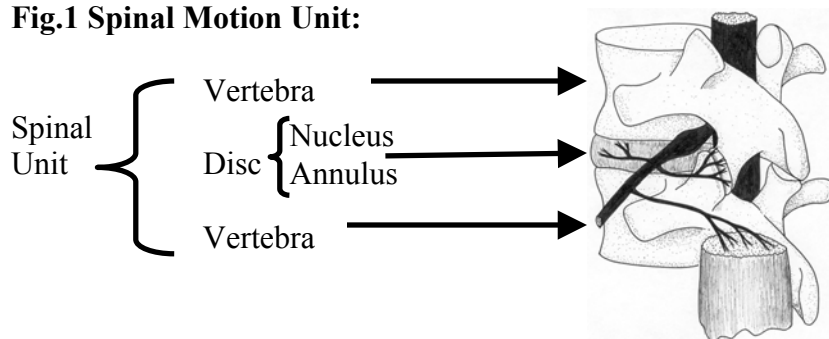 Fig.1 Spinal Motion Unit:
Vertebra
Spinal
Unit
Disc
Nucleus
Annulus
Vertebra